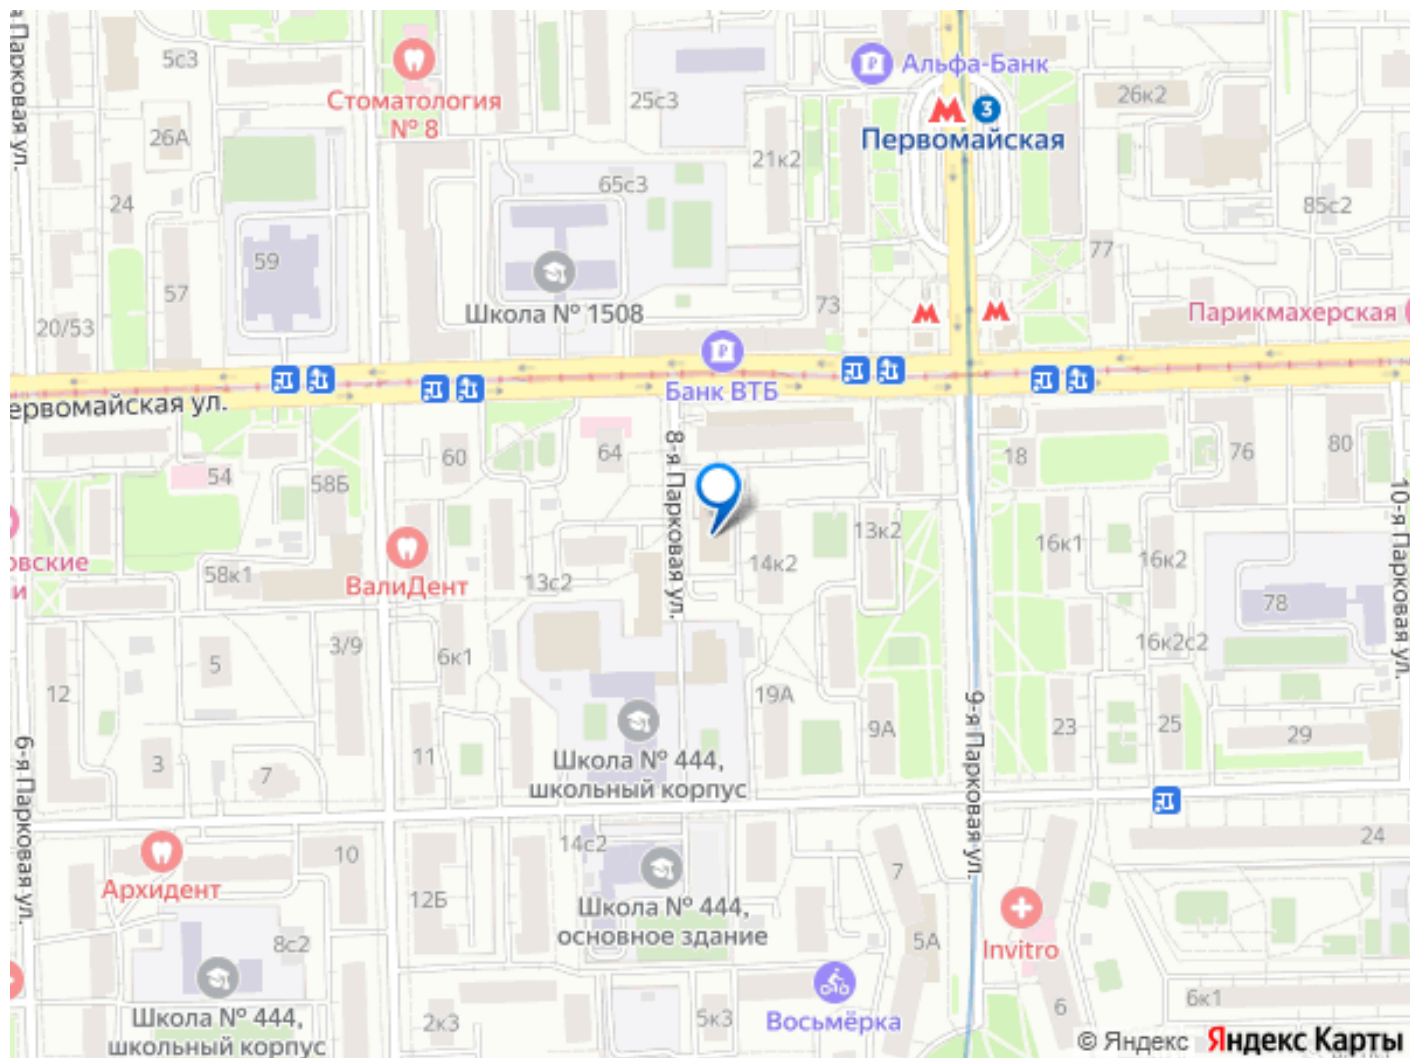 я Парковая ул.
5с3
Стоматология
№ 8
25с3
Альфа-Банк
3
Первомайская
26к2
26А
21к2
65с3
24
85с2
59
77
57
Школа № 1508
73
Парикмахерская
20/53
Банк ВТБ
ервомайская ул.
8-я Парковая ул.
60
64
18
76
80
54
58Б
10-я Парковая ул.
13к2
16к1
16к2
овские
и
58к1
ВалиДент
13с2
14к2
78
3/9
6к1
5
16к2с2
12
19А
9А
23
25
29
9-я Парковая ул.
6-я Парковая ул.
3
7
11
Школа № 444,
школьный корпус
24
14с2
10
Архидент
12Б
7
Школа № 444,
основное здание
5А
Invitro
8с2
Школа № 444,
школьный корпус
2к3
5к3
Восьмёрка
6
6к1
© Яндекс Яндекс Карты